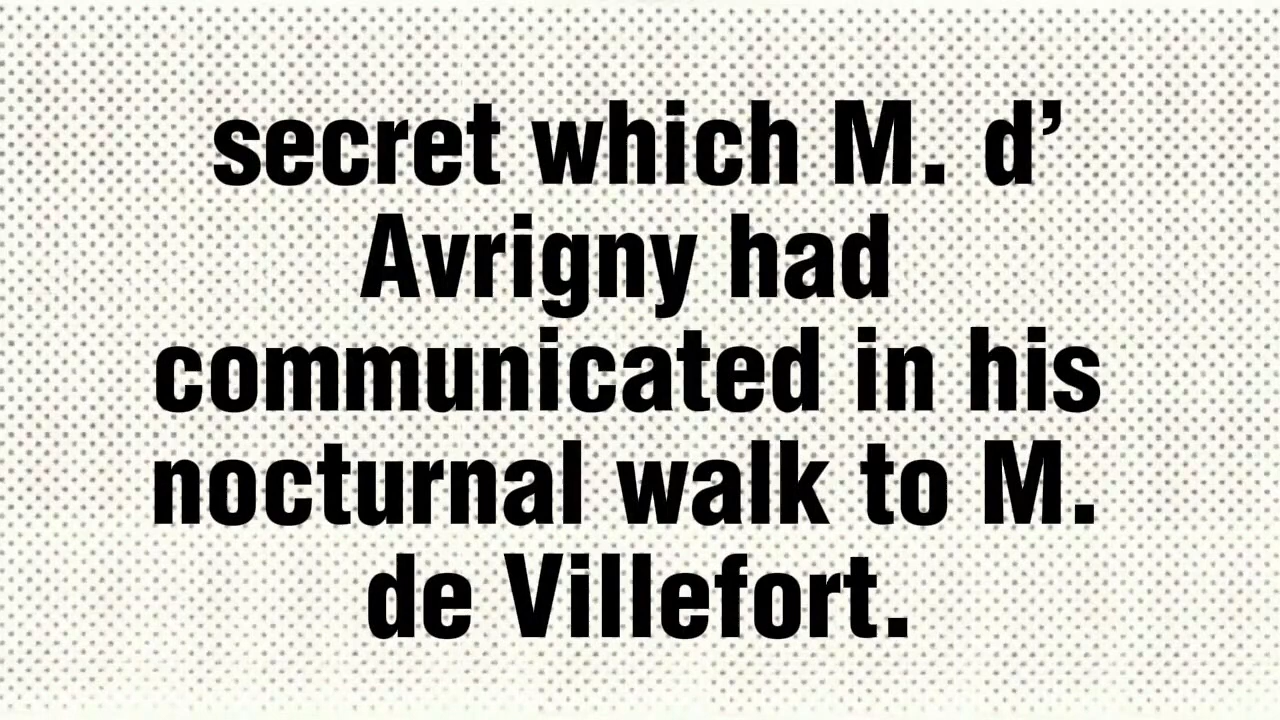 secret which M. d’
Avrigny had
communicated in his
nocturnal walk to M.
de Villefort.